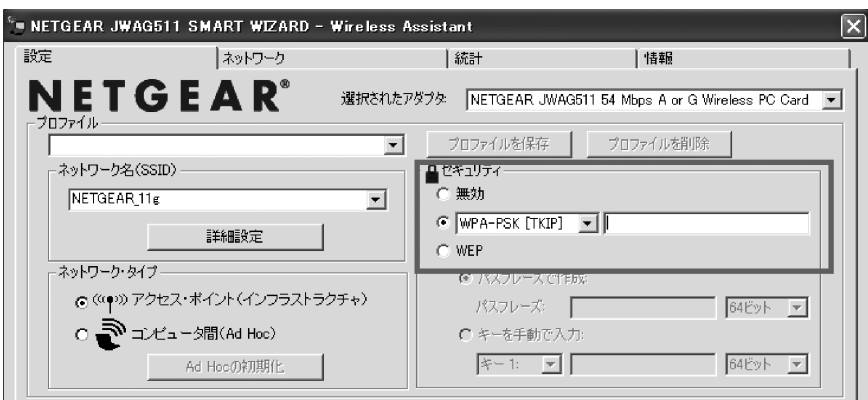 NETGEAR JWAG511 SMART WIZARD - Wireless Assistant
設定 ネットワーク 統計 情報
NETGEAR® 選択されたアダプタ: NETGEAR JWAG511 54 Mbps A or G Wireless PC Card
プロファイル
プロファイルを保存 プロファイルを削除
ネットワーク名(SSID)
NETGEAR_11g
詳細設定
セキュリティ
無効
WPA-PSK [TKIP]
WEP
ネットワーク・タイプ
アクセス・ポイント(インフラストラクチャ)
コンピュータ間(Ad Hoc)
Ad Hocの初期化
パスフレーズで作成:
パスフレーズ: 64ビット
キーを手動で入力:
キー 1: 64ビット